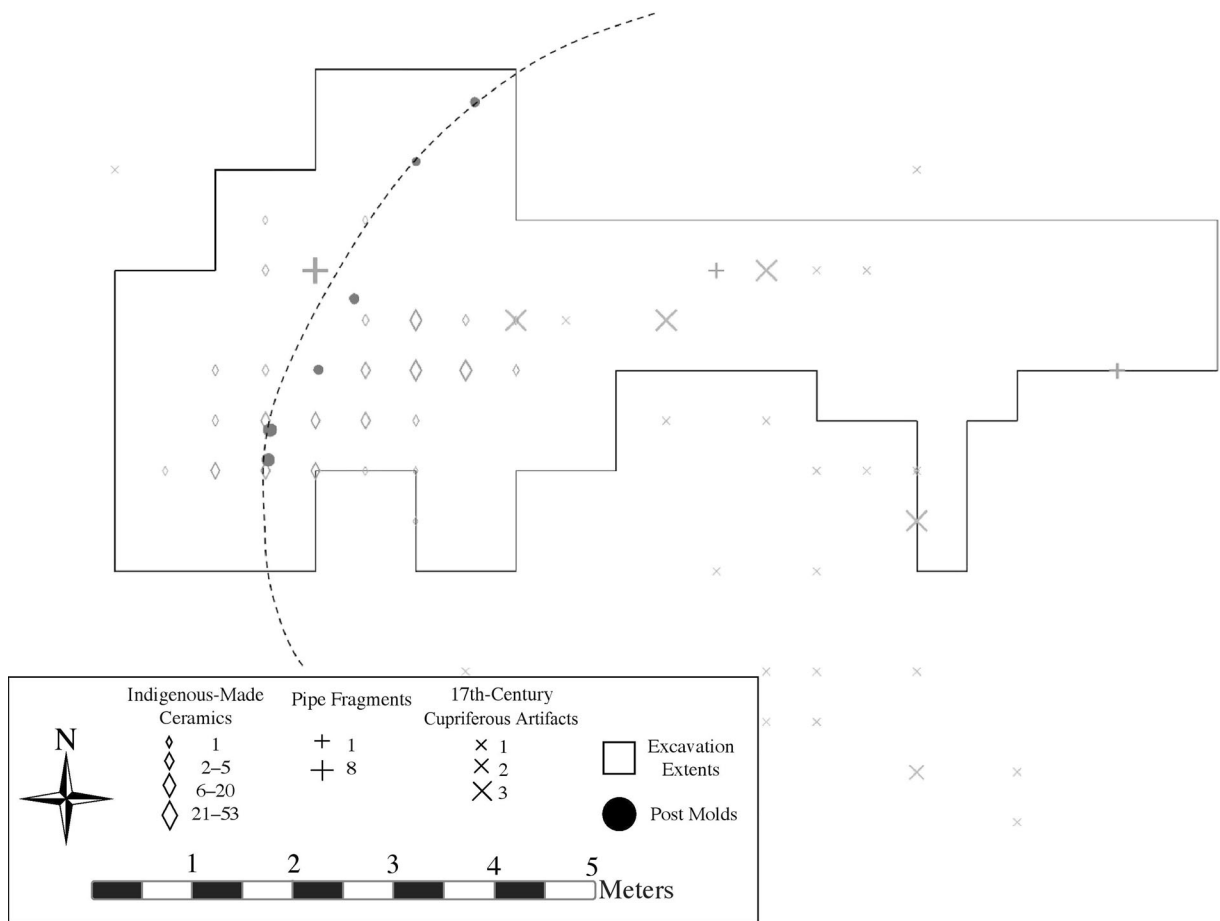 Indigenous-Made
Ceramics
1
2–5
6–20
21–53
Pipe Fragments
1
8
17th-Century
Cupriferous Artifacts
1
2
3
Excavation
Extents
Post Molds
N
1 2 3 4 5
Meters